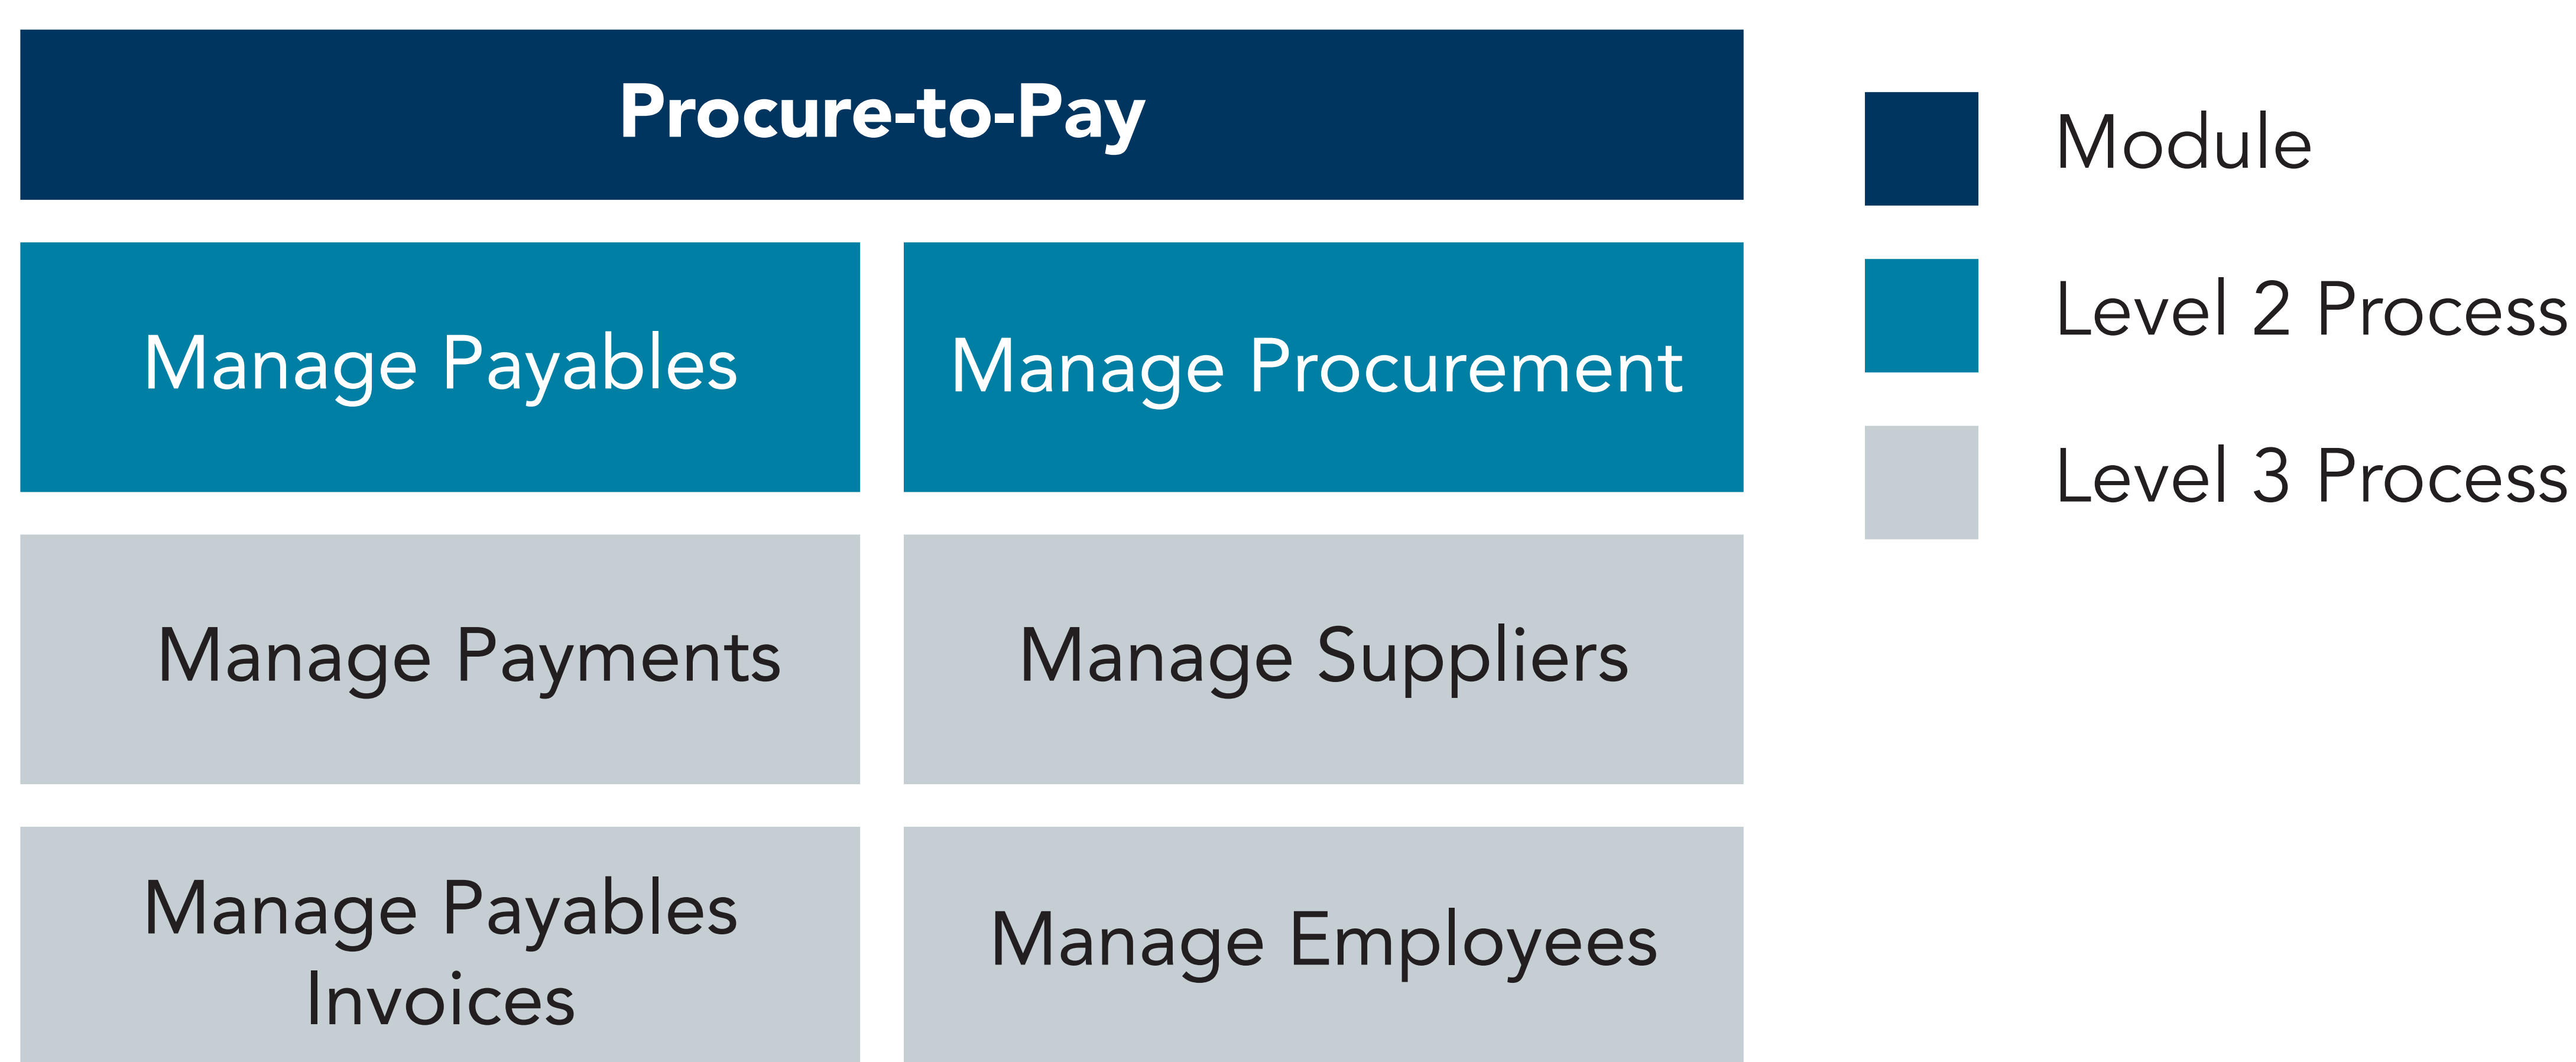 Procure-to-Pay
Manage Payables
Manage Procurement
Manage Payments
Manage Suppliers
Manage Payables
Invoices
Manage Employees
Module
Level 2 Process
Level 3 Process